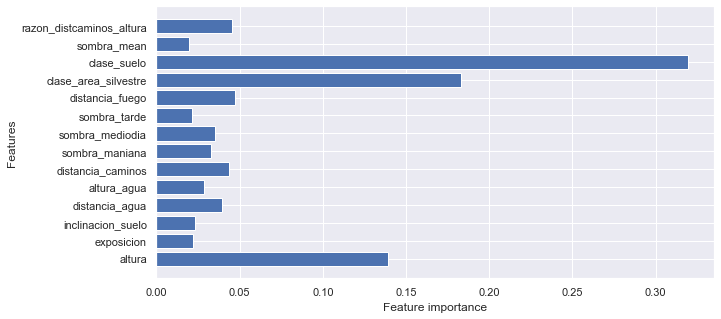 razon_distcaminos_altura
sombra_mean
clase_suelo
clase_area_silvestre
distancia_fuego
sombra_tarde
sombra_mediodia
sombra_maniana
distancia_caminos
altura_agua
distancia_agua
inclinacion_suelo
exposicion
altura
Features
0.00 0.05 0.10 0.15 0.20 0.25 0.30
Feature importance